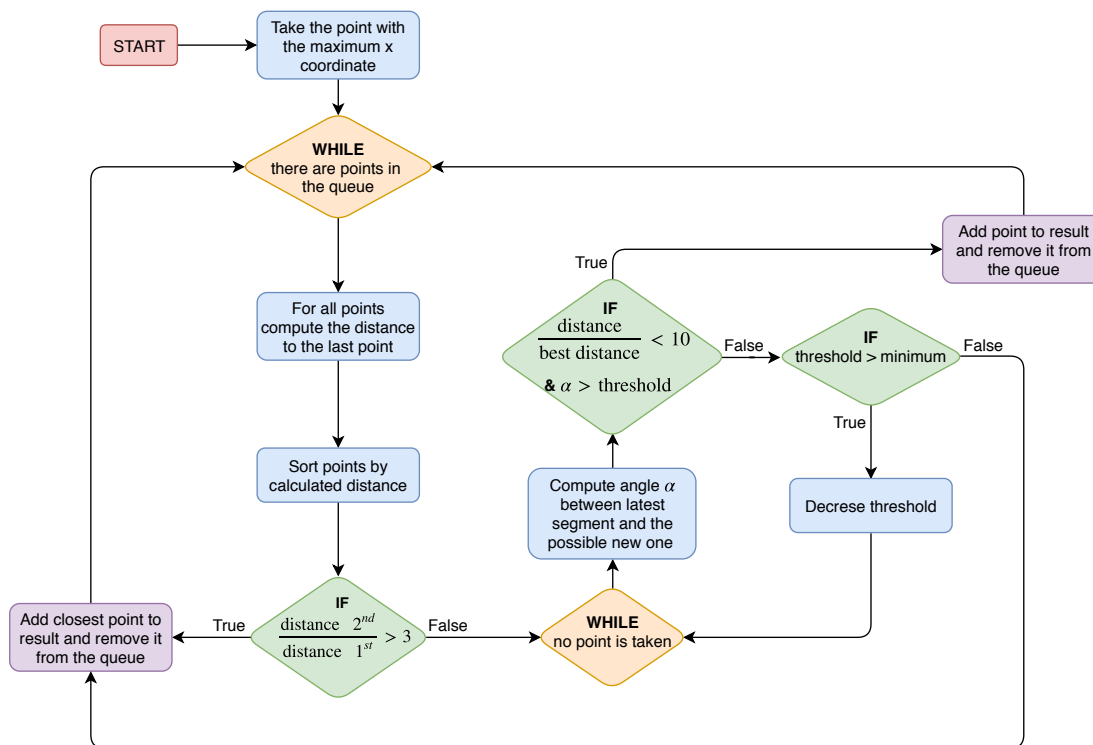 START
Take the point with
the maximum x
coordinate
WHILE
there are points in
the queue
For all points
compute the distance
to the last point
Sort points by
calculated distance
IF
distance 2nd
distance 1st
> 3
True
False
Add closest point to
result and remove it
from the queue
WHILE
no point is taken
Compute angle α
between latest
segment and the
possible new one
IF
distance
best distance
< 10
& α > threshold
True
False
Add point to result
and remove it from
the queue
IF
threshold > minimum
False
True
Decrese threshold